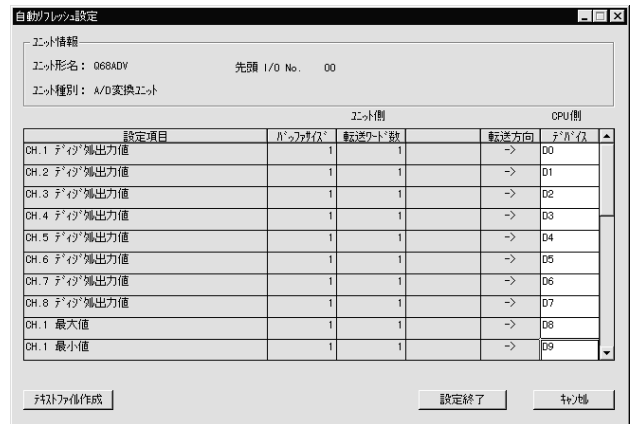 自動リフレッシュ設定
ユニット情報
ユニット形名: Q68ADV 先頭 I/O No. 00
ユニット種別: A/D変換ユニット
ユニット側 CPU側
設定項目 バッファサイズ 転送ワード数 転送方向 デバイス
CH.1 ディジタル出力値 1 1 -> D0
CH.2 ディジタル出力値 1 1 -> D1
CH.3 ディジタル出力値 1 1 -> D2
CH.4 ディジタル出力値 1 1 -> D3
CH.5 ディジタル出力値 1 1 -> D4
CH.6 ディジタル出力値 1 1 -> D5
CH.7 ディジタル出力値 1 1 -> D6
CH.8 ディジタル出力値 1 1 -> D7
CH.1 最大値 1 1 -> D8
CH.1 最小値 1 1 -> D9
テキストファイル作成 設定終了 キャンセル